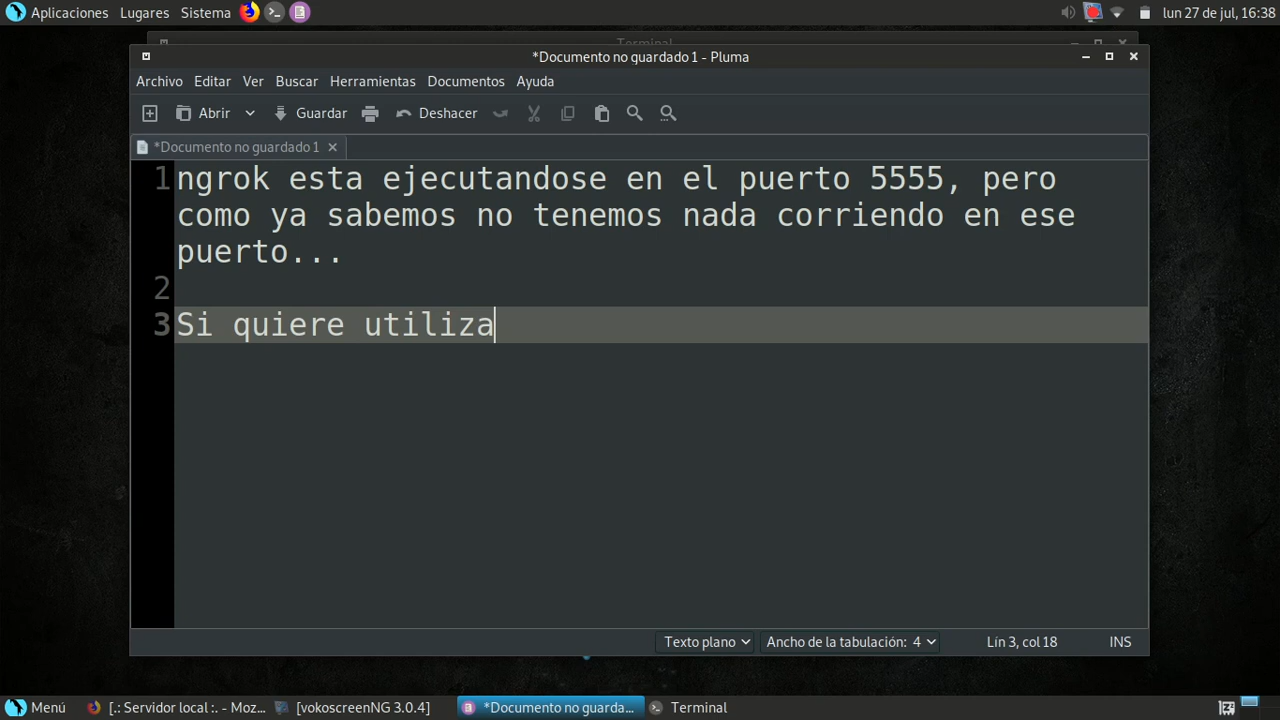 Aplicaciones Lugares Sistema lun 27 de jul, 16:38
Terminal
*Documento no guardado 1 - Pluma
Archivo Editar Ver Buscar Herramientas Documentos Ayuda
Abrir Guardar Deshacer
*Documento no guardado 1
1 ngrok esta ejecutandose en el puerto 5555, pero
como ya sabemos no tenemos nada corriendo en ese
puerto...
2
3 Si quiere utiliza
Texto plano Ancho de la tabulación: 4 Lín 3, col 18 INS
Menú [.: Servidor local :. - Moz... [vokoscreenNG 3.0.4] *Documento no guarda... Terminal